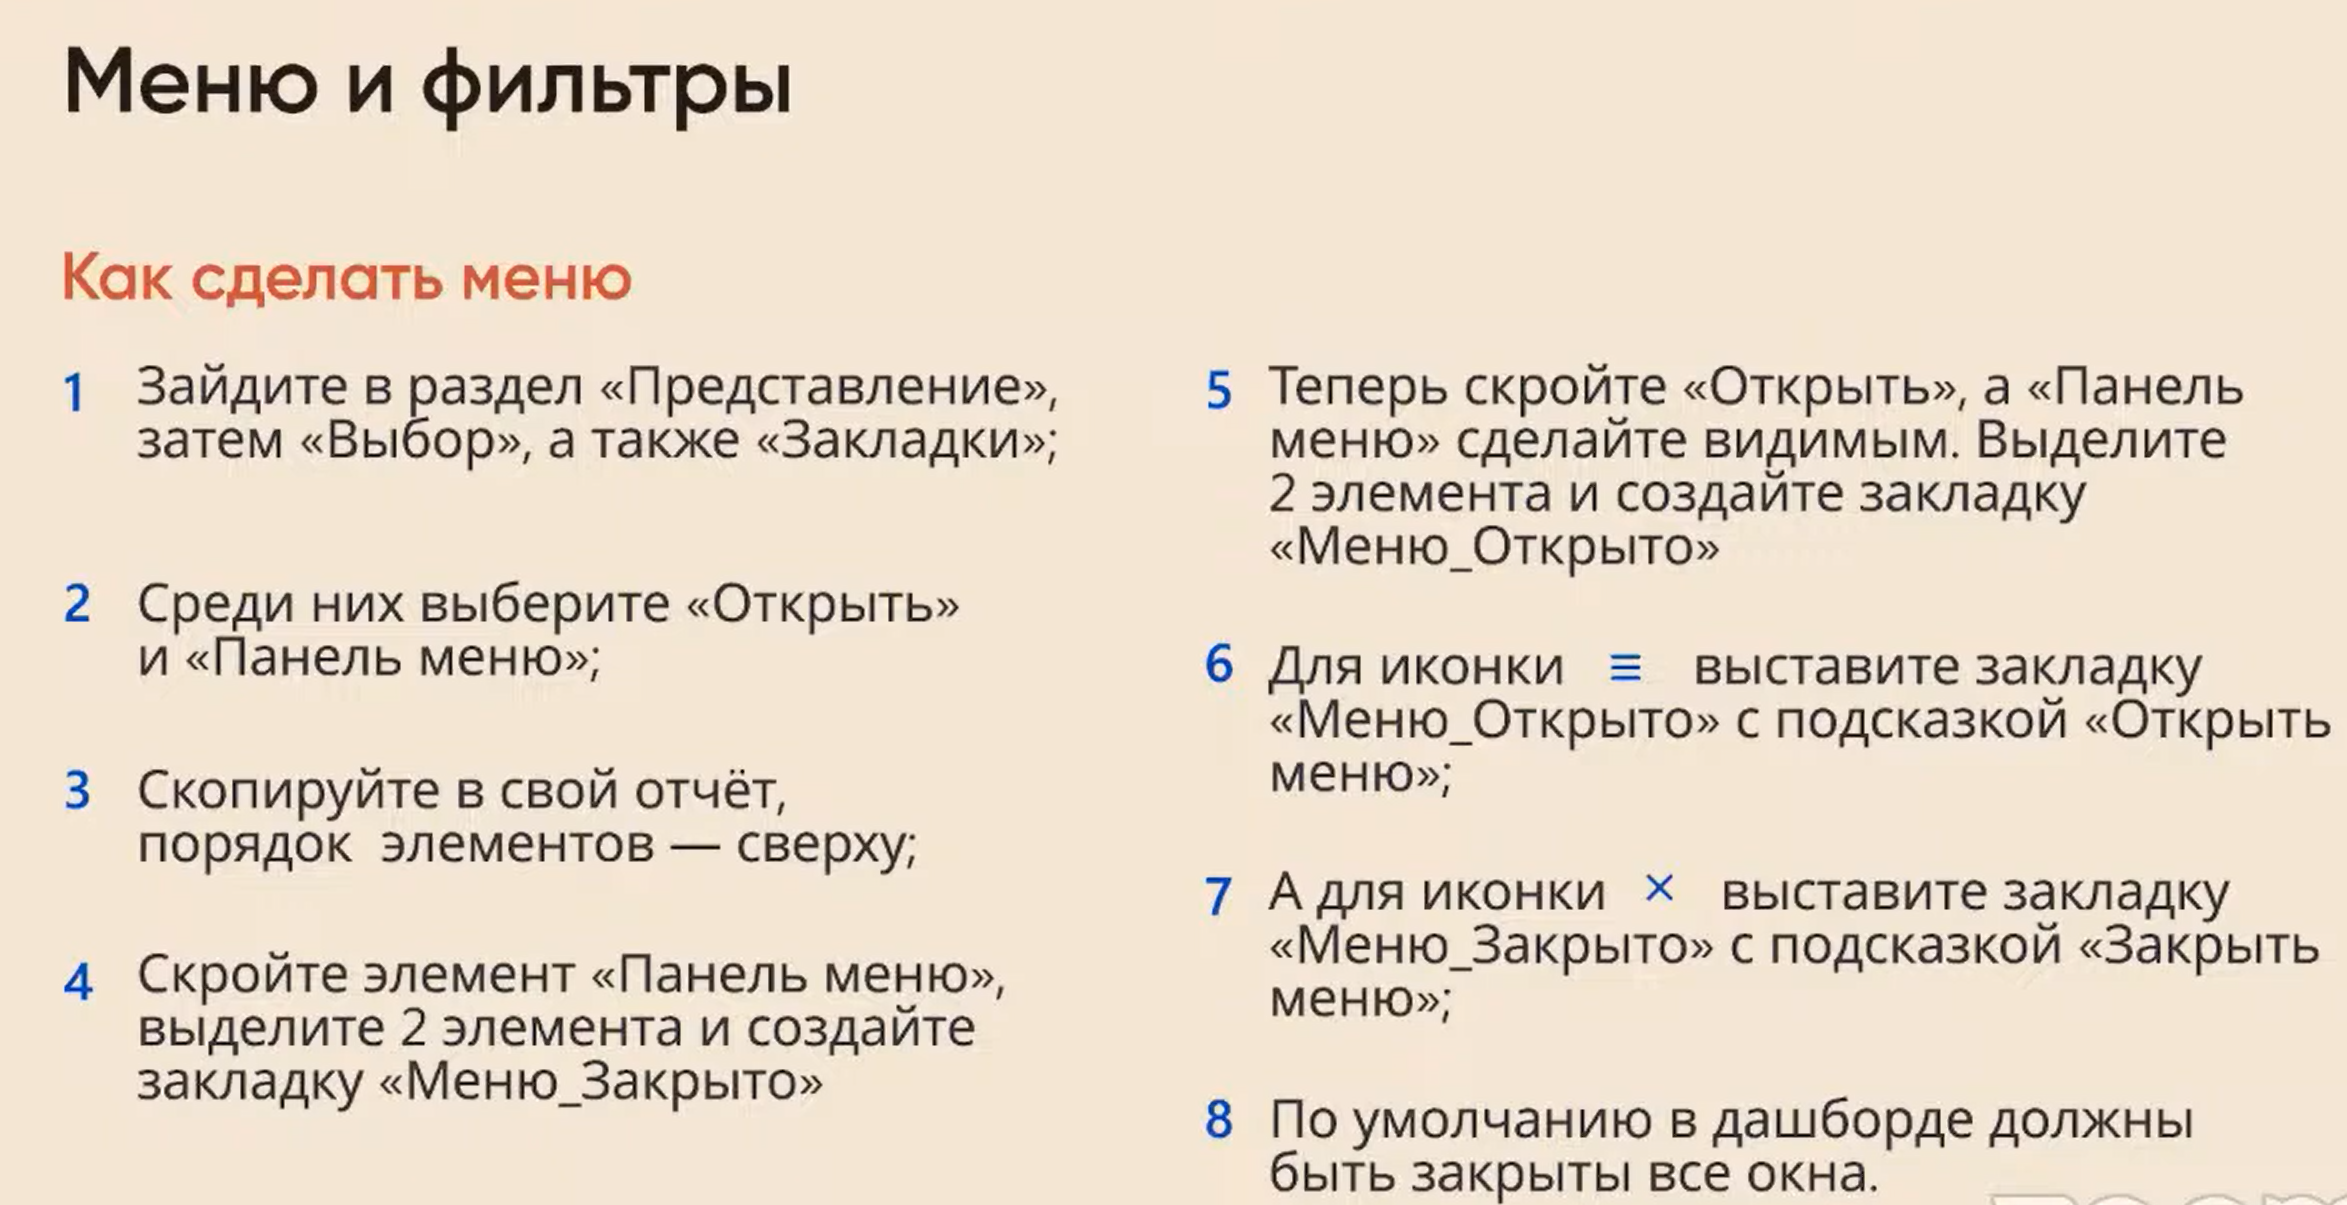 Меню и фильтры
Как сделать меню
1 Зайдите в раздел «Представление»,
затем «Выбор», а также «Закладки»;
2 Среди них выберите «Открыть»
и «Панель меню»;
3 Скопируйте в свой отчёт,
порядок элементов — сверху;
4 Скройте элемент «Панель меню»,
выделите 2 элемента и создайте
закладку «Меню_Закрыто»
5 Теперь скройте «Открыть», а «Панель
меню» сделайте видимым. Выделите
2 элемента и создайте закладку
«Меню_Открыто»
6 Для иконки ≡ выставите закладку
«Меню_Открыто» с подсказкой «Открыть
меню»;
7 А для иконки × выставите закладку
«Меню_Закрыто» с подсказкой «Закрыть
меню»;
8 По умолчанию в дашборде должны
быть закрыты все окна.